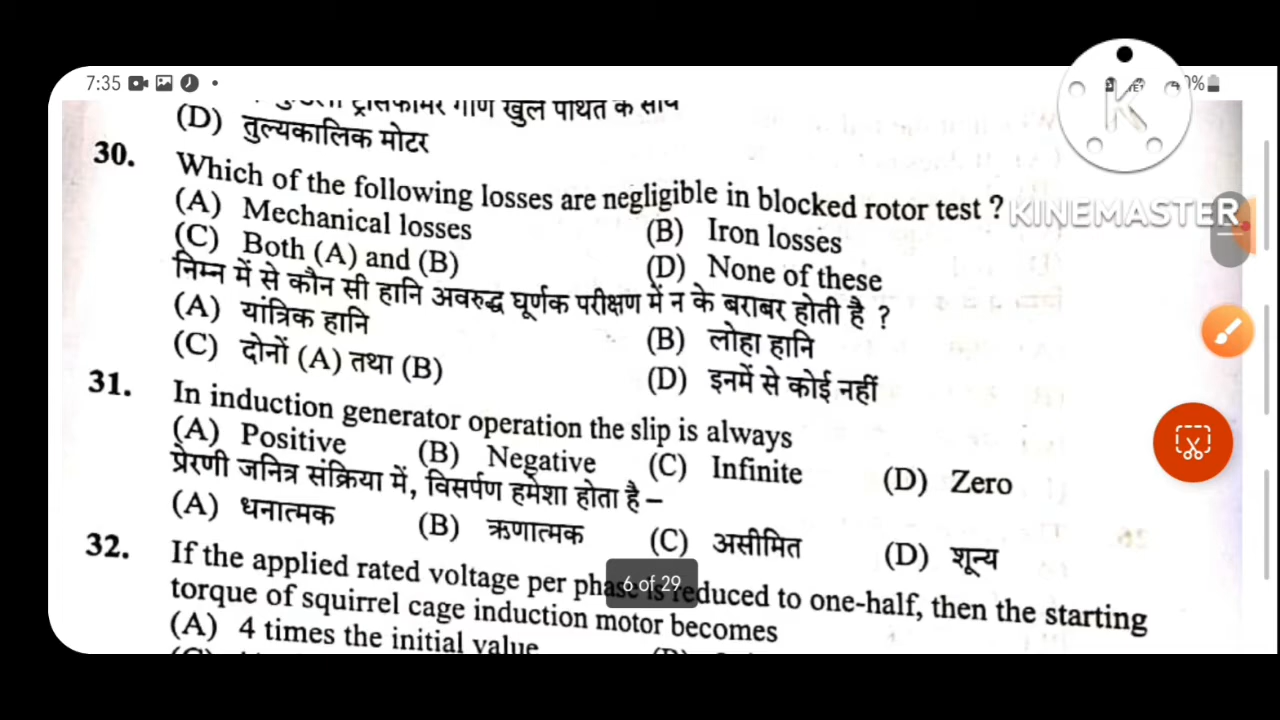 7:35
0%
K
KINEMASTER
(D) तुल्यकालिक मोटर
30. Which of the following losses are negligible in blocked rotor test ?
(A) Mechanical losses (B) Iron losses
(C) Both (A) and (B) (D) None of these
निम्न में से कौन सी हानि अवरुद्ध घूर्णक परीक्षण में न के बराबर होती है ?
(A) यांत्रिक हानि (B) लोहा हानि
(C) दोनों (A) तथा (B) (D) इनमें से कोई नहीं
31. In induction generator operation the slip is always
(A) Positive (B) Negative (C) Infinite (D) Zero
प्रेरणी जनित्र संक्रिया में, विसर्पण हमेशा होता है –
(A) धनात्मक (B) ऋणात्मक (C) असीमित (D) शून्य
32. If the applied rated voltage per phase is reduced to one-half, then the starting
6 of 29
torque of squirrel cage induction motor becomes
(A) 4 times the initial value